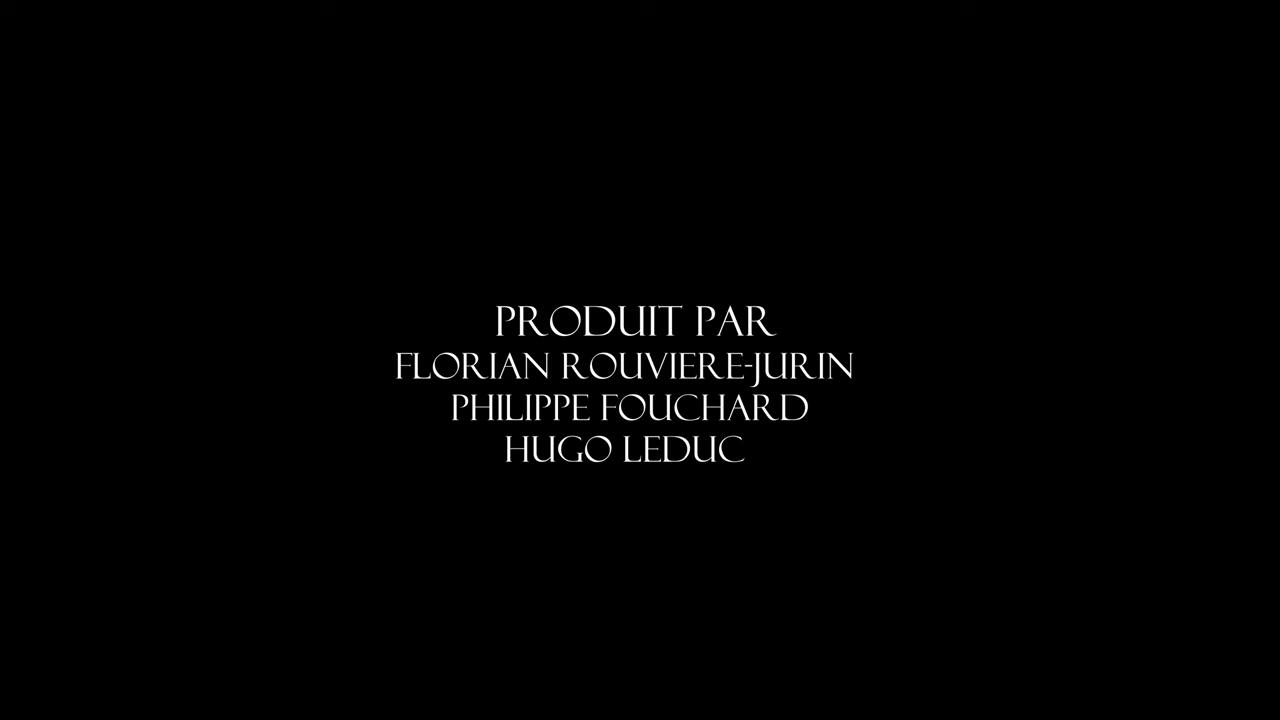 PRODUIT PAR
FLORIAN ROUVIERE-JURIN
PHILIPPE FOUCHARD
HUGO LEDUC